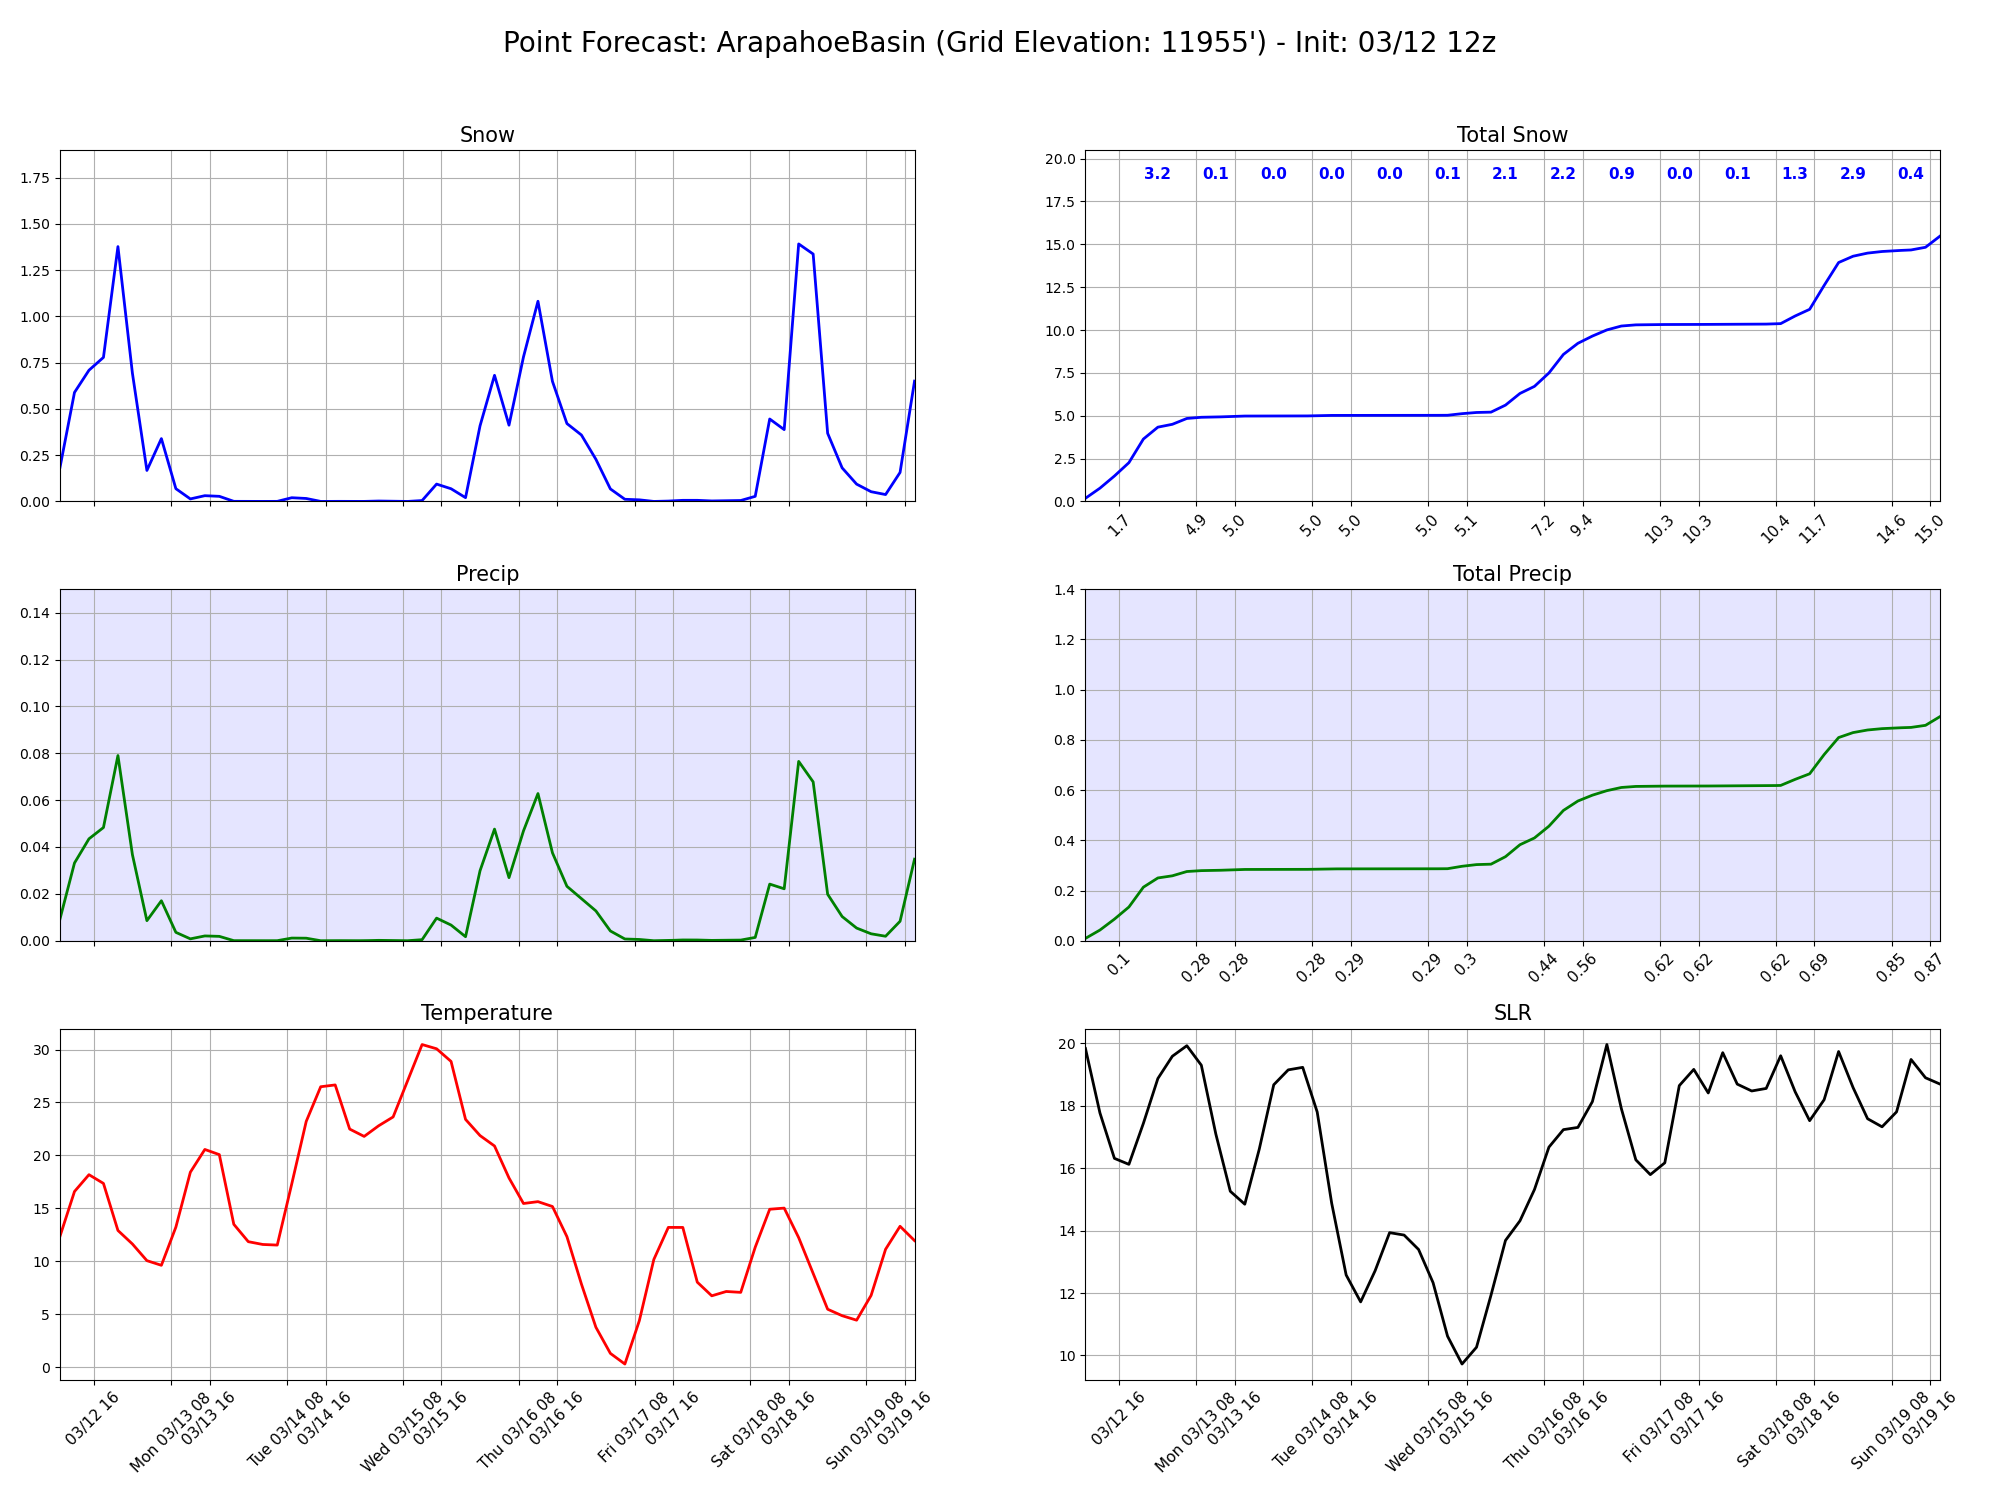 Point Forecast: ArapahoeBasin (Grid Elevation: 11955') - Init: 03/12 12z
Snow
1.75
1.50
1.25
1.00
0.75
0.50
0.25
0.00
Total Snow
20.0
17.5
15.0
12.5
10.0
7.5
5.0
2.5
0.0
3.2 0.1 0.0 0.0 0.0 0.1 2.1 2.2 0.9 0.0 0.1 1.3 2.9 0.4
1.7 4.9 5.0 5.0 5.0 5.0 5.1 7.2 9.4 10.3 10.3 10.4 11.7 14.6 15.0
Precip
0.14
0.12
0.10
0.08
0.06
0.04
0.02
0.00
Total Precip
1.4
1.2
1.0
0.8
0.6
0.4
0.2
0.0
0.1 0.28 0.28 0.28 0.29 0.29 0.3 0.44 0.56 0.62 0.62 0.62 0.69 0.85 0.87
Temperature
30
25
20
15
10
5
0
03/12 16
Mon 03/13 08
03/13 16
Tue 03/14 08
03/14 16
Wed 03/15 08
03/15 16
Thu 03/16 08
03/16 16
Fri 03/17 08
03/17 16
Sat 03/18 08
03/18 16
Sun 03/19 08
03/19 16
SLR
20
18
16
14
12
10
03/12 16
Mon 03/13 08
03/13 16
Tue 03/14 08
03/14 16
Wed 03/15 08
03/15 16
Thu 03/16 08
03/16 16
Fri 03/17 08
03/17 16
Sat 03/18 08
03/18 16
Sun 03/19 08
03/19 16